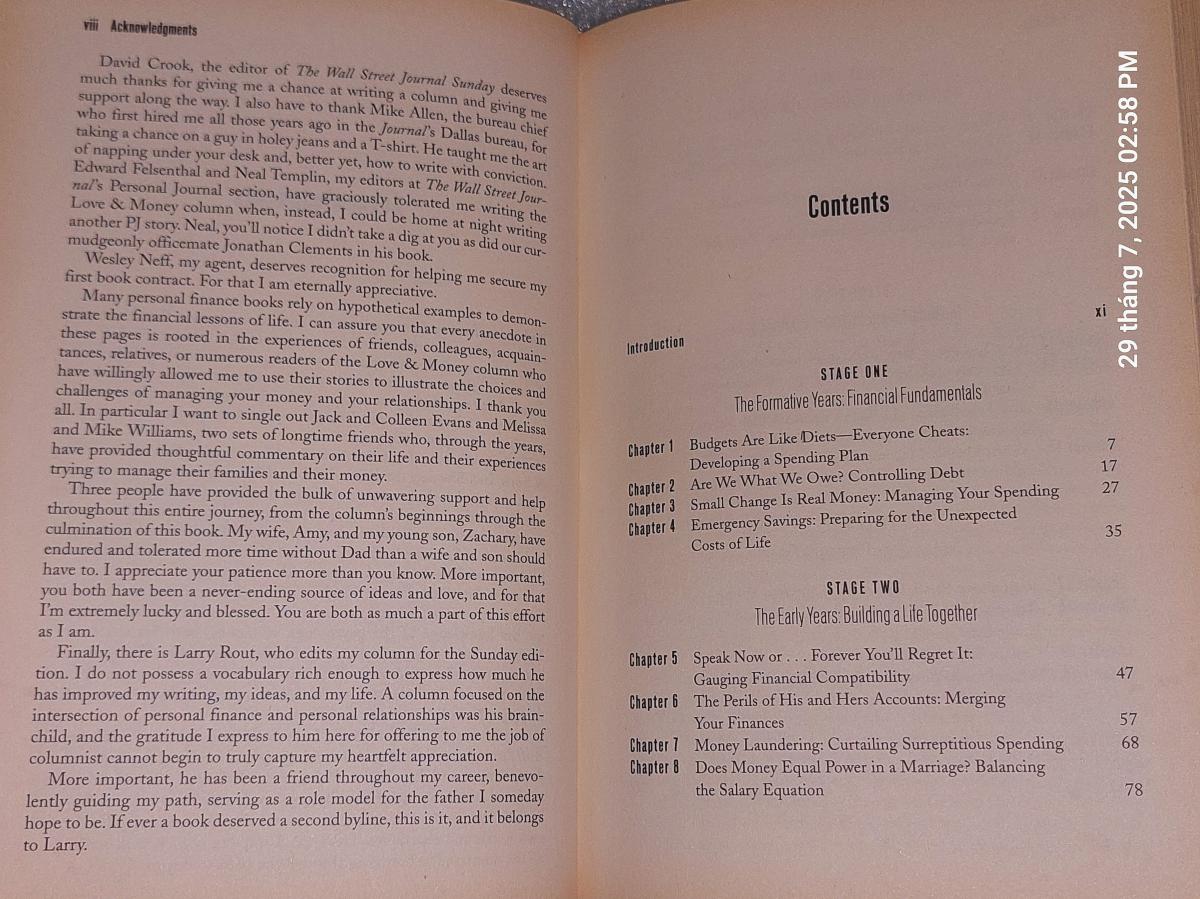 viii Acknowledgments
David Crook, the editor of The Wall Street Journal Sunday deserves
much thanks for giving me a chance at writing a column and giving me
support along the way. I also have to thank Mike Allen, the bureau chief
who first hired me all those years ago in the Journal's Dallas bureau, for
taking a chance on a guy in holey jeans and a T-shirt. He taught me the art
of napping under your desk and, better yet, how to write with conviction.
Edward Felsenthal and Neal Templin, my editors at The Wall Street Jour-
nal's Personal Journal section, have graciously tolerated me writing the
Love & Money column when, instead, I could be home at night writing
another PJ story. Neal, you'll notice I didn't take a dig at you as did our cur-
mudgeonly officemate Jonathan Clements in his book.
Wesley Neff, my agent, deserves recognition for helping me secure my
first book contract. For that I am eternally appreciative.
Many personal finance books rely on hypothetical examples to demon-
strate the financial lessons of life. I can assure you that every anecdote in
these pages is rooted in the experiences of friends, colleagues, acquain-
tances, relatives, or numerous readers of the Love & Money column who
have willingly allowed me to use their stories to illustrate the choices and
challenges of managing your money and your relationships. I thank you
all. In particular I want to single out Jack and Colleen Evans and Melissa
and Mike Williams, two sets of longtime friends who, through the years,
have provided thoughtful commentary on their life and their experiences
trying to manage their families and their money.
Three people have provided the bulk of unwavering support and help
throughout this entire journey, from the column's beginnings through the
culmination of this book. My wife, Amy, and my young son, Zachary, have
endured and tolerated more time without Dad than a wife and son should
have to. I appreciate your patience more than you know. More important,
you both have been a never-ending source of ideas and love, and for that
I'm extremely lucky and blessed. You are both as much a part of this effort
as I am.
Finally, there is Larry Rout, who edits my column for the Sunday edi-
tion. I do not possess a vocabulary rich enough to express how much he
has improved my writing, my ideas, and my life. A column focused on the
intersection of personal finance and personal relationships was his brain-
child, and the gratitude I express to him here for offering to me the job of
columnist cannot begin to truly capture my heartfelt appreciation.
More important, he has been a friend throughout my career, benevo-
lently guiding my path, serving as a role model for the father I someday
hope to be. If ever a book deserved a second byline, this is it, and it belongs
to Larry.
Contents
Introduction xi
STAGE ONE
The Formative Years: Financial Fundamentals
Chapter 1 Budgets Are Like Diets—Everyone Cheats:
Developing a Spending Plan 7
Chapter 2 Are We What We Owe? Controlling Debt 17
Chapter 3 Small Change Is Real Money: Managing Your Spending 27
Chapter 4 Emergency Savings: Preparing for the Unexpected
Costs of Life 35
STAGE TWO
The Early Years: Building a Life Together
Chapter 5 Speak Now or . . . Forever You'll Regret It:
Gauging Financial Compatibility 47
Chapter 6 The Perils of His and Hers Accounts: Merging
Your Finances 57
Chapter 7 Money Laundering: Curtailing Surreptitious Spending 68
Chapter 8 Does Money Equal Power in a Marriage? Balancing
the Salary Equation 78
29 tháng 7, 2025 02:58 PM